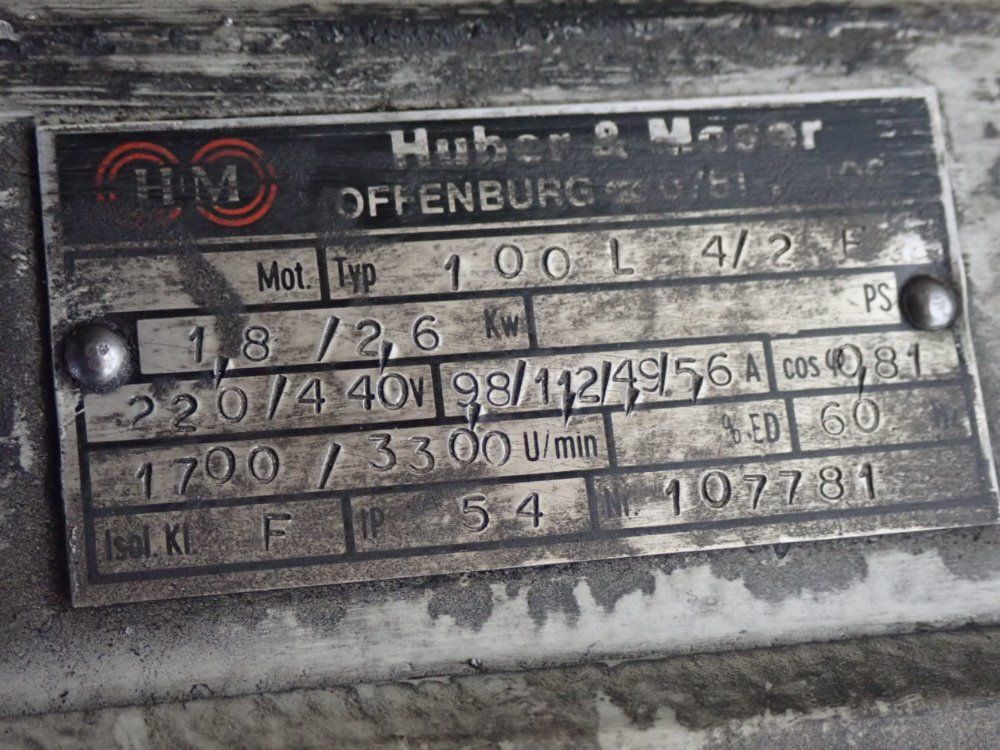 HM Huber & Moser
OFFENBURG
Mot. Typ 100 L 4/2 F
1,8 / 2,6 Kw PS
220/440V 9,8/11,2/4,9/5,6 A cos φ 0,81
1700 / 3300 U/min % ED 60
Isol. Kl. F IP 54 Nr. 107781